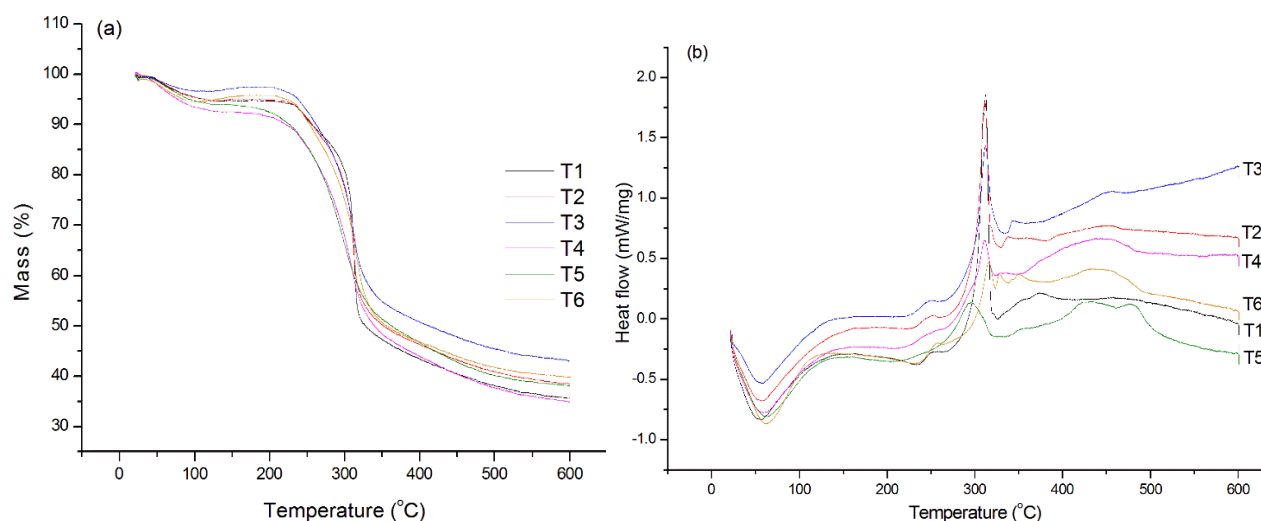 (a)
110
100
90
80
70
60
50
40
30
Mass (%)
T1
T2
T3
T4
T5
T6
0
100
200
300
400
500
600
Temperature (°C)
(b)
2.0
1.5
1.0
0.5
0.0
-0.5
-1.0
Heat flow (mW/mg)
T3
T2
T4
T6
T1
T5
0
100
200
300
400
500
600
Temperature (°C)